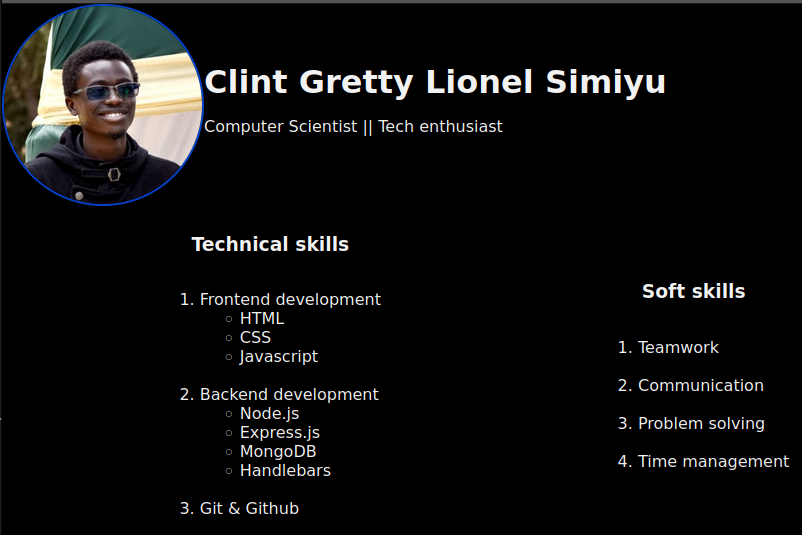 Clint Gretty Lionel Simiyu
Computer Scientist || Tech enthusiast
Technical skills
1. Frontend development
HTML
CSS
Javascript
2. Backend development
Node.js
Express.js
MongoDB
Handlebars
3. Git & Github
Soft skills
1. Teamwork
2. Communication
3. Problem solving
4. Time management